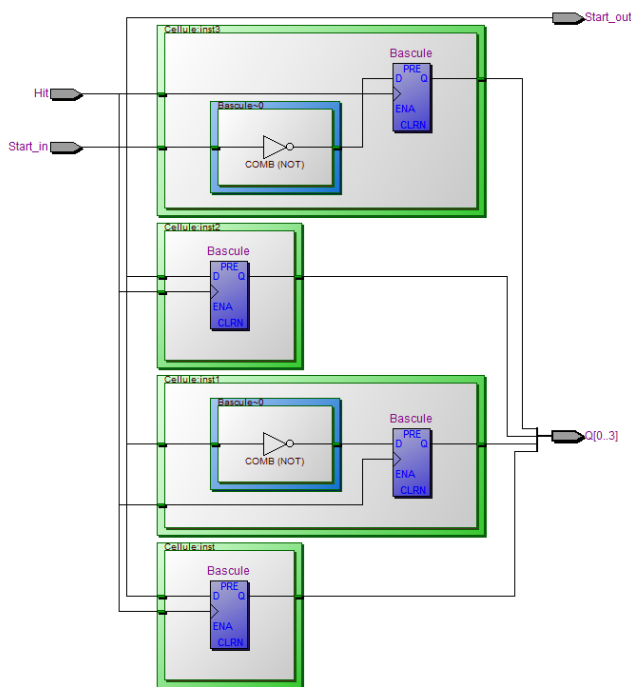 Start_out
Cellule:inst3
Bascule
PRE
D
Q
ENA
CLRN
Hit
Start_in
Bascule~0
COMB (NOT)
Cellule:inst2
Bascule
PRE
D
Q
ENA
CLRN
Cellule:inst1
Bascule~0
COMB (NOT)
Bascule
PRE
D
Q
ENA
CLRN
Q[0..3]
Cellule:inst
Bascule
PRE
D
Q
ENA
CLRN